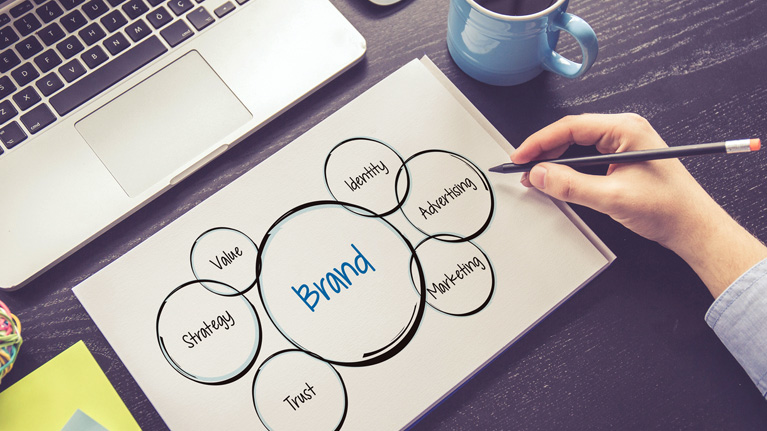 Identity
Advertising
Value
Brand
Marketing
Strategy
Trust